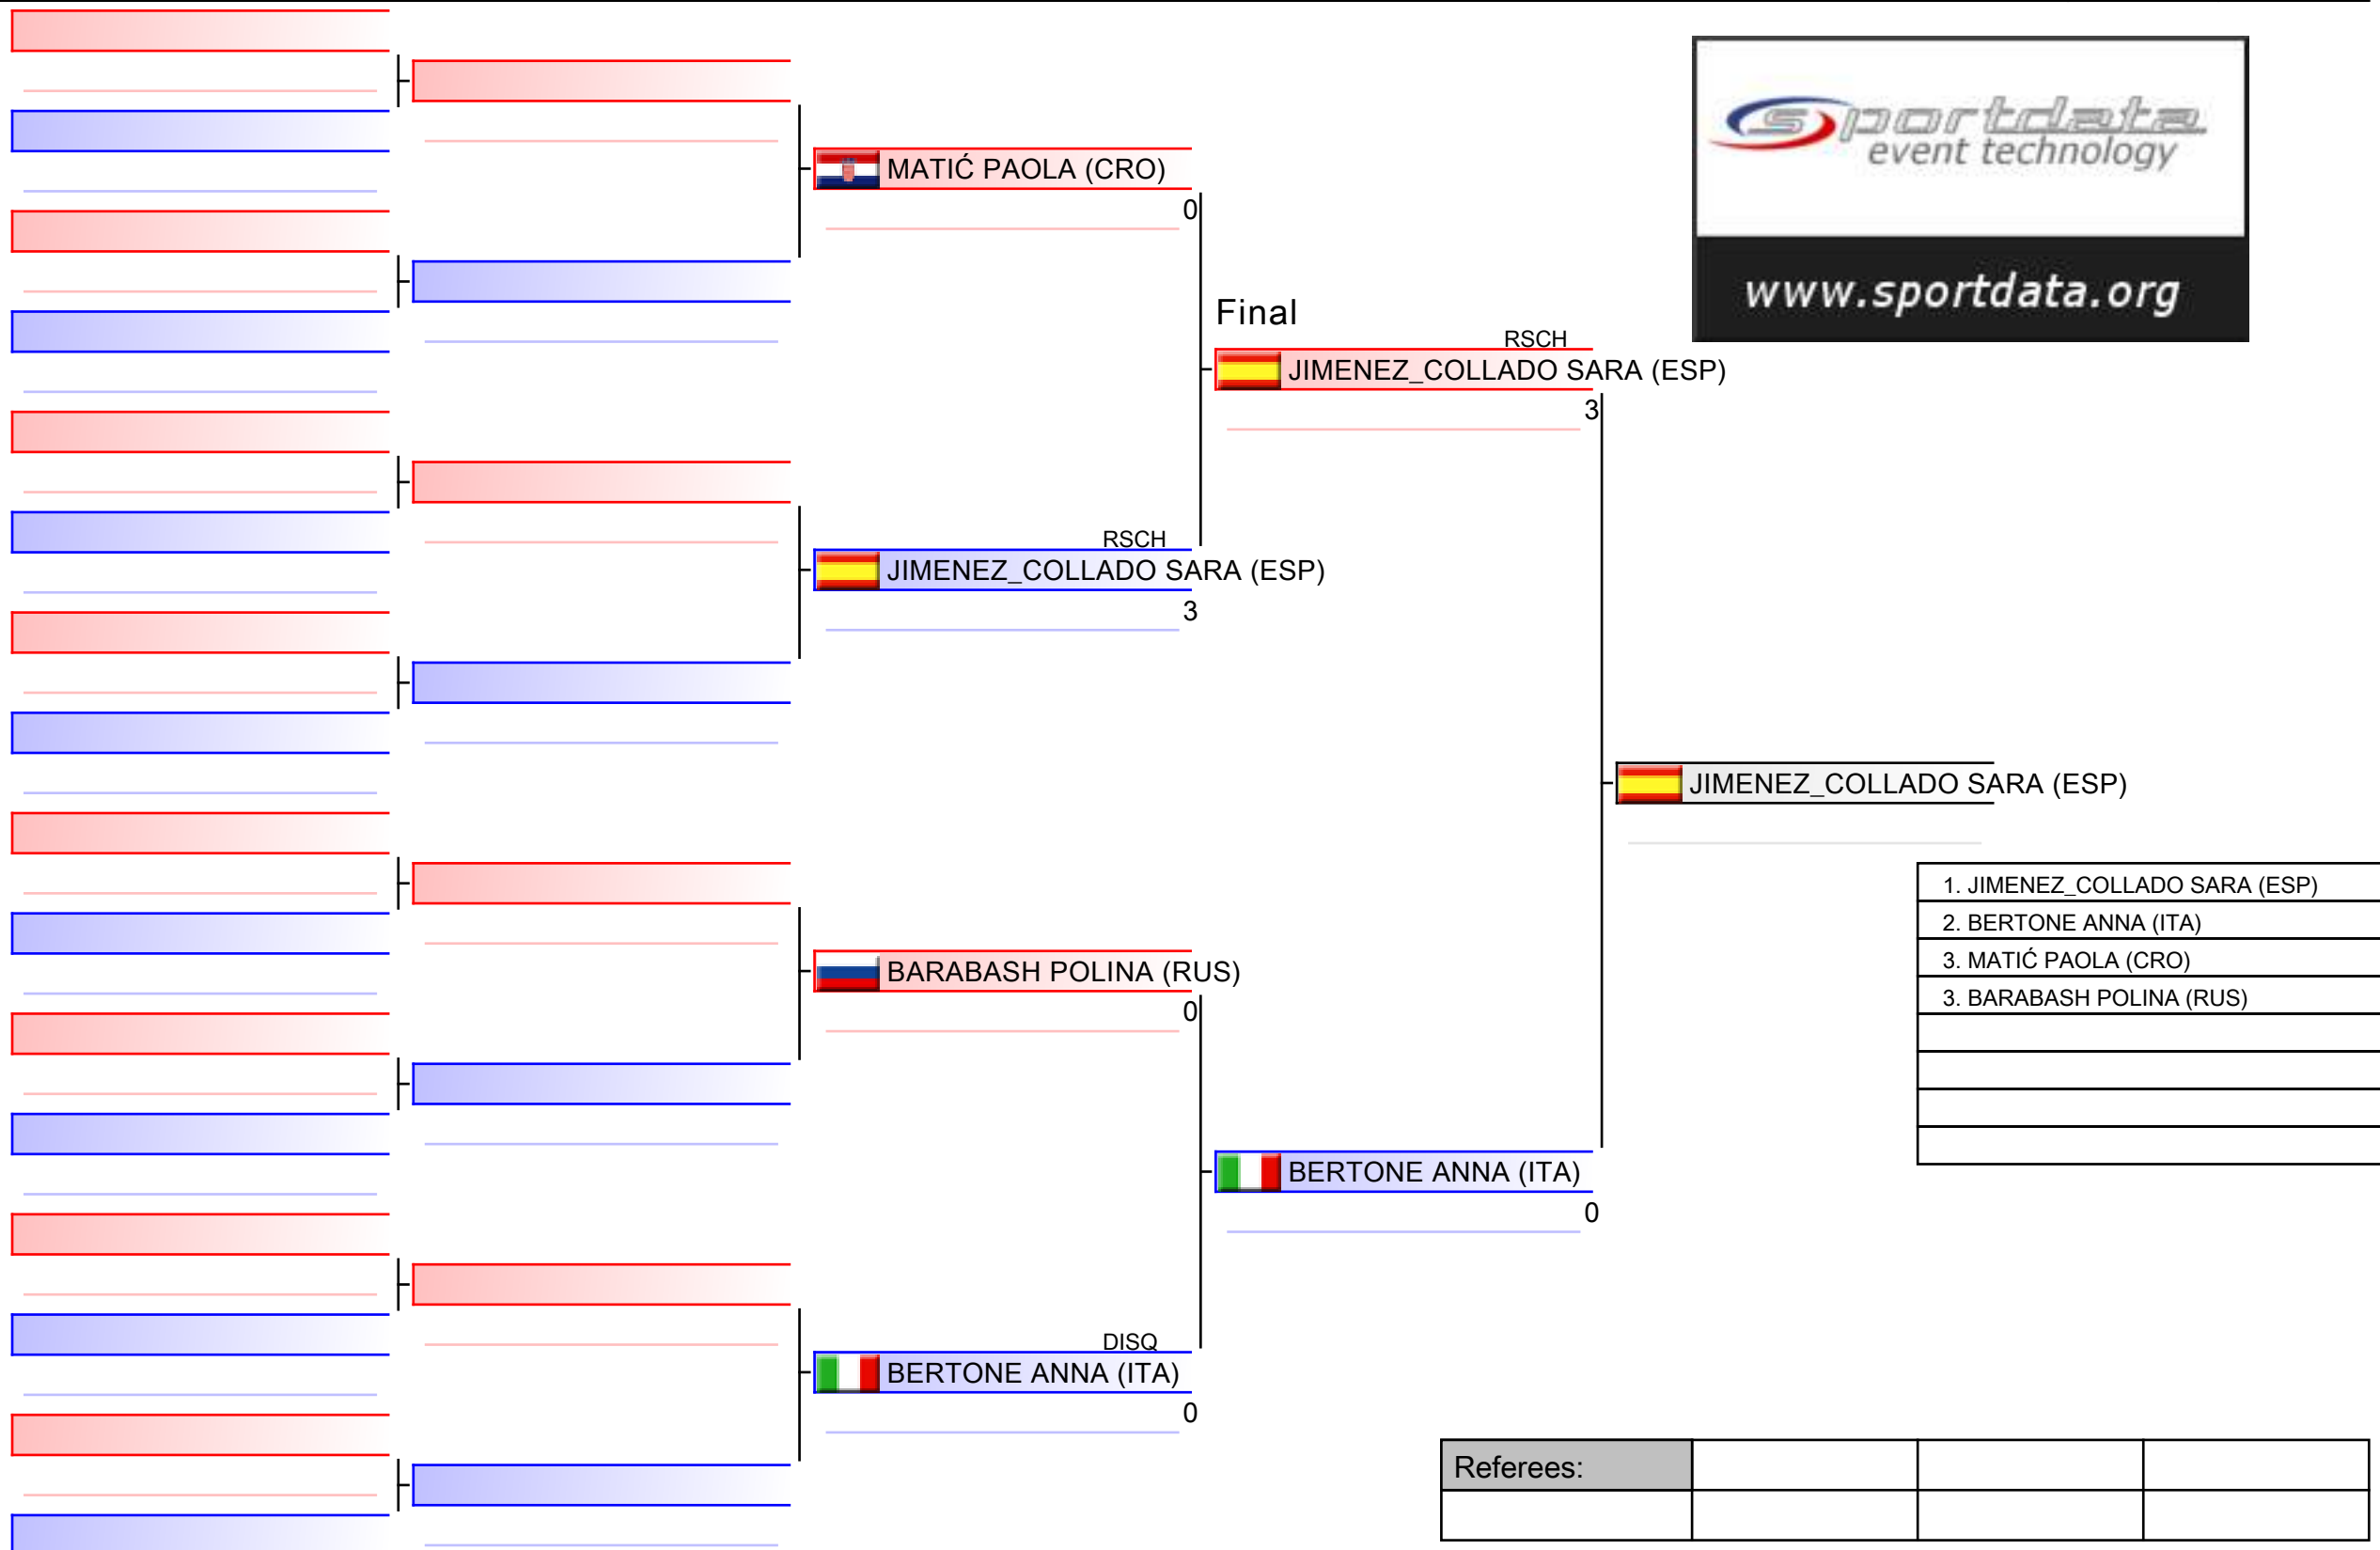 sportdata
event technology
www.sportdata.org
MATIĆ PAOLA (CRO)
0
Final
RSCH
JIMENEZ_COLLADO SARA (ESP)
3
RSCH
JIMENEZ_COLLADO SARA (ESP)
3
JIMENEZ_COLLADO SARA (ESP)
1. JIMENEZ_COLLADO SARA (ESP)
2. BERTONE ANNA (ITA)
3. MATIĆ PAOLA (CRO)
3. BARABASH POLINA (RUS)
BARABASH POLINA (RUS)
0
BERTONE ANNA (ITA)
0
DISQ
BERTONE ANNA (ITA)
0
Referees: